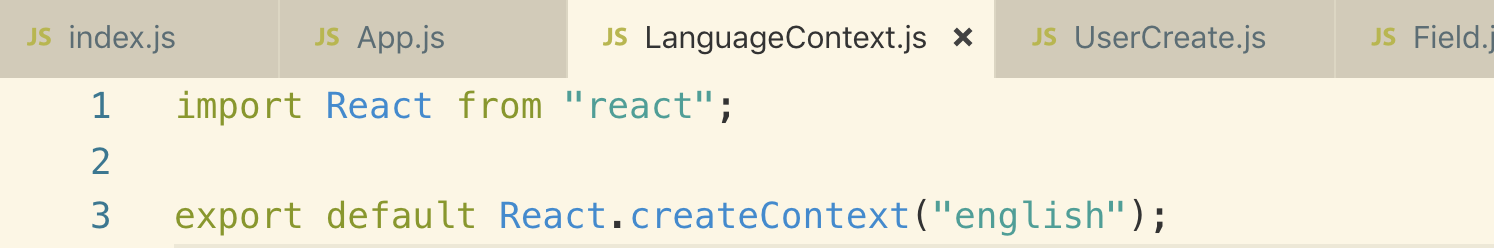 JS index.js JS App.js JS LanguageContext.js × JS UserCreate.js JS Field.j
1 import React from "react";
2
3 export default React.createContext("english");